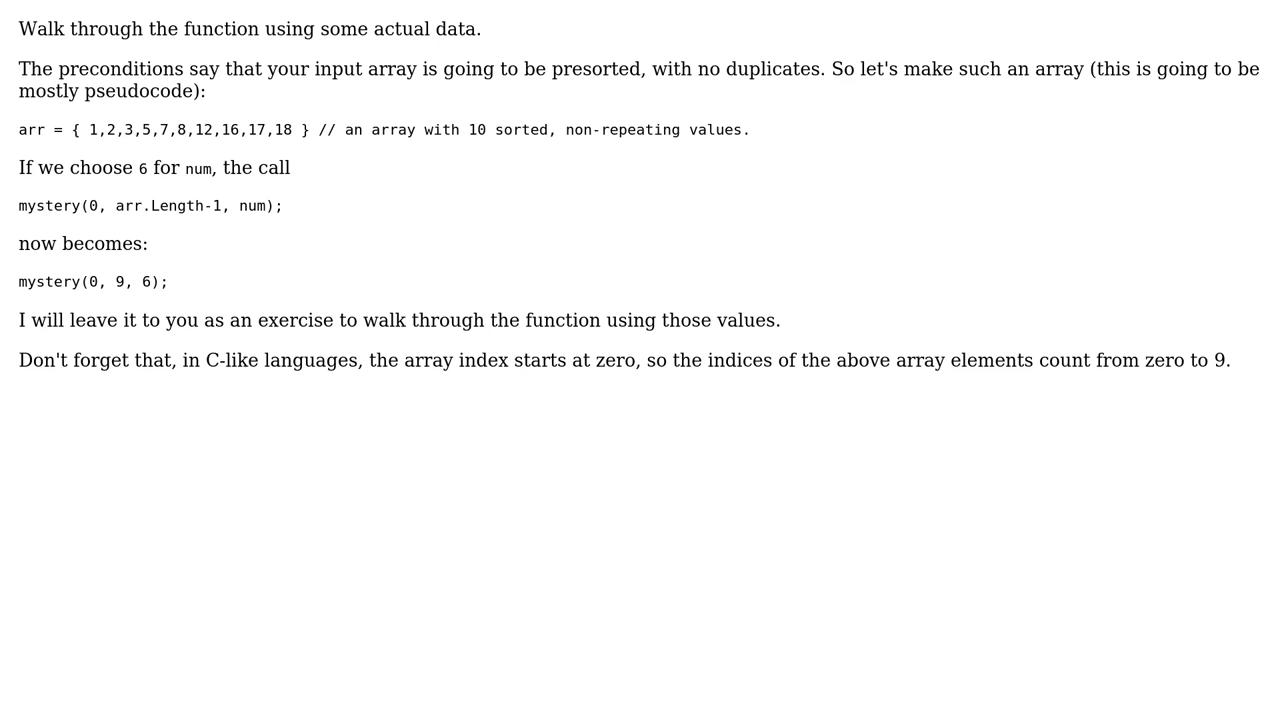 Walk through the function using some actual data.
The preconditions say that your input array is going to be presorted, with no duplicates. So let's make such an array (this is going to be
mostly pseudocode):
arr = { 1,2,3,5,7,8,12,16,17,18 } // an array with 10 sorted, non-repeating values.
If we choose 6 for num, the call
mystery(0, arr.Length-1, num);
now becomes:
mystery(0, 9, 6);
I will leave it to you as an exercise to walk through the function using those values.
Don't forget that, in C-like languages, the array index starts at zero, so the indices of the above array elements count from zero to 9.